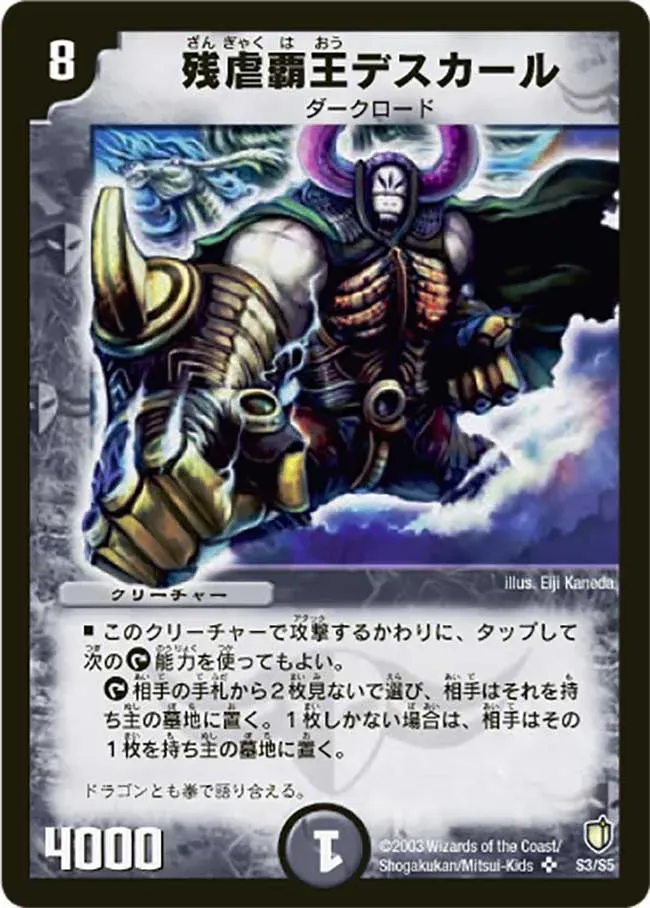 8
残虐覇王デスカール
ざん ぎゃく は おう
ダークロード
illus. Eiji Kaneda
クリーチャー
■ このクリーチャーで攻撃するかわりに、タップして
次の 能力を使ってもよい。
相手の手札から2枚見ないで選び、相手はそれを持
ち主の墓地に置く。1枚しかない場合は、相手はその
1枚を持ち主の墓地に置く。
ドラゴンとも拳で語り合える。
4000
1
©2003 Wizards of the Coast/
Shogakukan/Mitsui-Kids
S3/S5